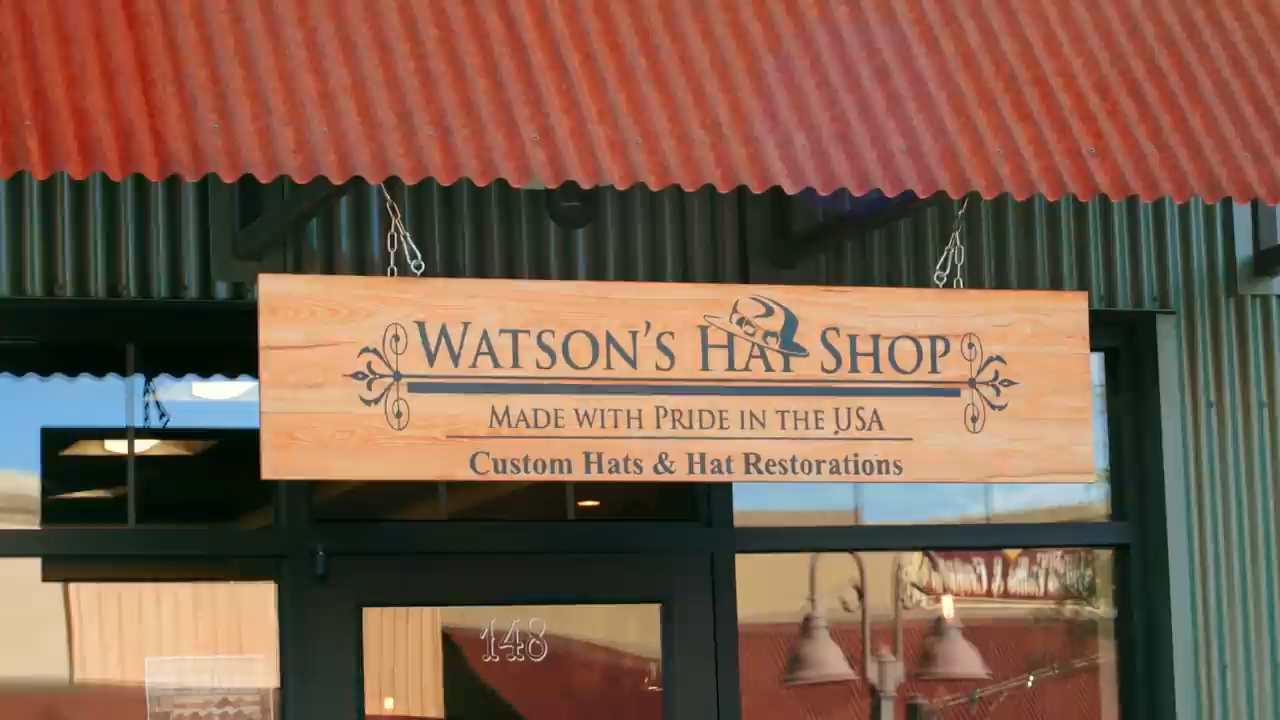 WATSON'S HAT SHOP
MADE WITH PRIDE IN THE USA
Custom Hats & Hat Restorations
148